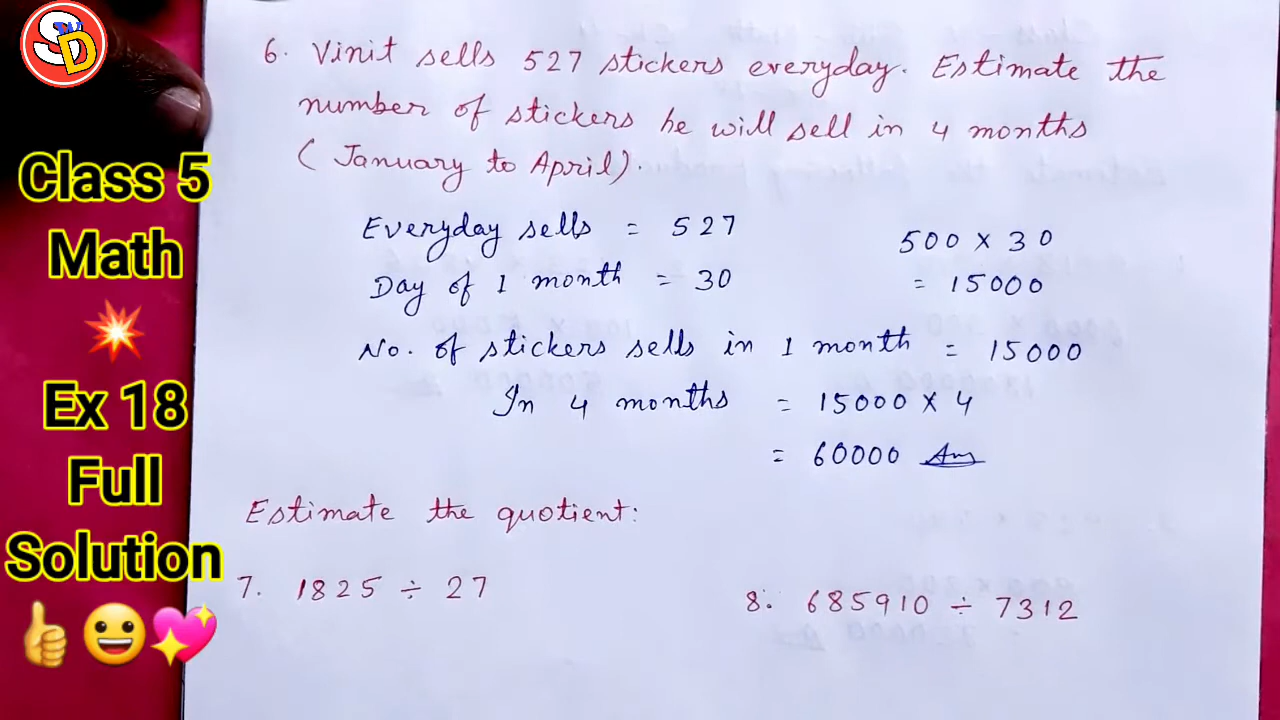 SWD
Class 5
Math
💥
Ex 18
Full
Solution
👍😀💖
6. Vinit sells 527 stickers everyday. Estimate the
number of stickers he will sell in 4 months
(January to April).
Everyday sells = 527
500 × 30
Day of 1 month = 30
= 15000
No. of stickers sells in 1 month = 15000
In 4 months = 15000 × 4
= 60000 Ans
Estimate the quotient:
7. 1825 ÷ 27
8. 685910 ÷ 7312